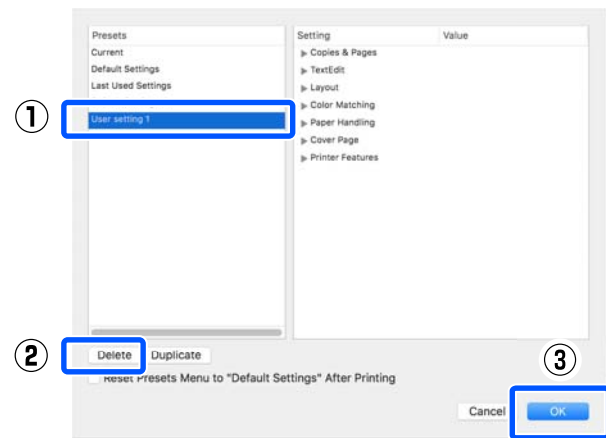 Presets
Current
Default Settings
Last Used Settings
User setting 1
Setting Value
Copies & Pages
TextEdit
Layout
Color Matching
Paper Handling
Cover Page
Printer Features
①
②
Delete Duplicate
Reset Presets Menu to "Default Settings" After Printing
③
Cancel OK